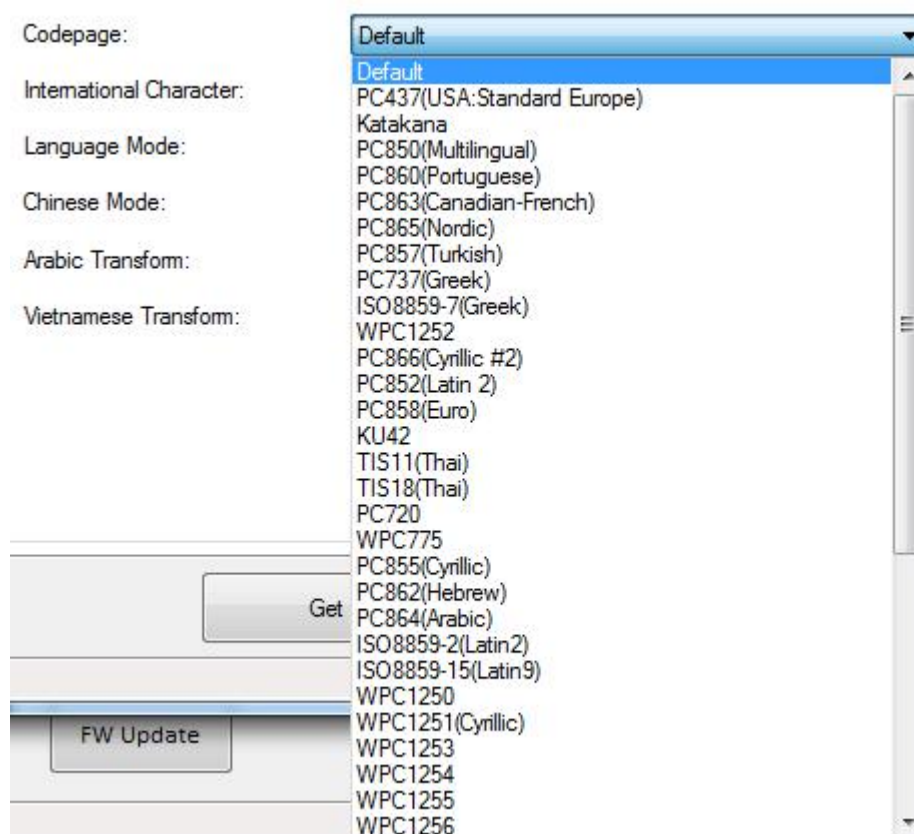 Codepage:
Default
International Character:
Language Mode:
Chinese Mode:
Arabic Transform:
Vietnamese Transform:
Default
PC437(USA:Standard Europe)
Katakana
PC850(Multilingual)
PC860(Portuguese)
PC863(Canadian-French)
PC865(Nordic)
PC857(Turkish)
PC737(Greek)
ISO8859-7(Greek)
WPC1252
PC866(Cyrillic #2)
PC852(Latin 2)
PC858(Euro)
KU42
TIS11(Thai)
TIS18(Thai)
PC720
WPC775
PC855(Cyrillic)
PC862(Hebrew)
PC864(Arabic)
ISO8859-2(Latin2)
ISO8859-15(Latin9)
WPC1250
WPC1251(Cyrillic)
WPC1253
WPC1254
WPC1255
WPC1256
Get
FW Update